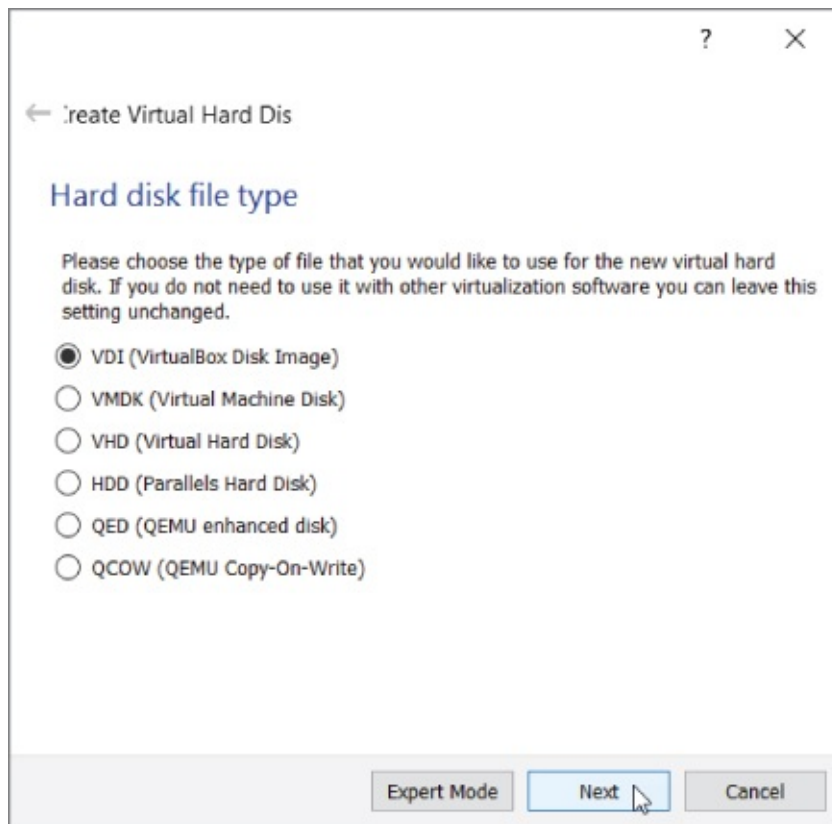 ?
reate Virtual Hard Dis
Hard disk file type
Please choose the type of file that you would like to use for the new virtual hard
disk. If you do not need to use it with other virtualization software you can leave this
setting unchanged.
VDI (VirtualBox Disk Image)
VMDK (Virtual Machine Disk)
VHD (Virtual Hard Disk)
HDD (Parallels Hard Disk)
QED (QEMU enhanced disk)
QCOW (QEMU Copy-On-Write)
Expert Mode Next Cancel